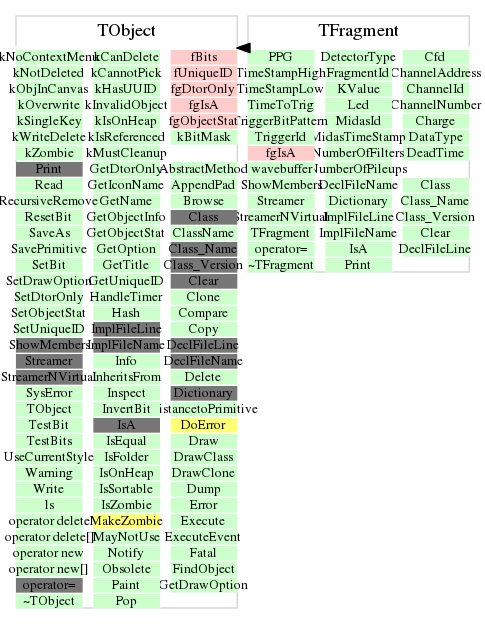 TObject
kNoContextMenu kCanDelete fBits
kNotDeleted kCannotPick fUniqueID
kObjInCanvas kHasUUID fgDtorOnly
kOverwrite kInvalidObject fgIsA
kSingleKey kIsOnHeap fgObjectStat
kWriteDelete kIsReferenced kBitMask
kZombie kMustCleanup
Print GetDtorOnly AbstractMethod
Read GetIconName AppendPad
RecursiveRemove GetName Browse
ResetBit GetObjectInfo Class
SaveAs GetObjectStat ClassName
SavePrimitive GetOption Class_Name
SetBit GetTitle Class_Version
SetDrawOption GetUniqueID Clear
SetDtorOnly HandleTimer Clone
SetObjectStat Hash Compare
SetUniqueID ImplFileLine Copy
ShowMembers ImplFileName DeclFileLine
Streamer Info DeclFileName
StreamerNVirtual InheritsFrom Delete
SysError Inspect Dictionary
TObject InvertBit istancetoPrimitive
TestBit IsA DoError
TestBits IsEqual Draw
UseCurrentStyle IsFolder DrawClass
Warning IsOnHeap DrawClone
Write IsSortable Dump
ls IsZombie Error
operator delete MakeZombie Execute
operator delete[] MayNotUse ExecuteEvent
operator new Notify Fatal
operator new[] Obsolete FindObject
operator= Paint GetDrawOption
~TObject Pop
TFragment
PPG DetectorType Cfd
TimeStampHigh FragmentId ChannelAddress
TimeStampLow KValue ChannelId
TimeToTrig Led ChannelNumber
TriggerBitPattern MidasId Charge
TriggerId MidasTimeStamp DataType
fgIsA NumberOfFilters DeadTime
wavebuffer NumberOfPileups
ShowMembers DeclFileName Class
Streamer Dictionary Class_Name
StreamerNVirtual ImplFileLine Class_Version
TFragment ImplFileName Clear
operator= IsA DeclFileLine
~TFragment Print